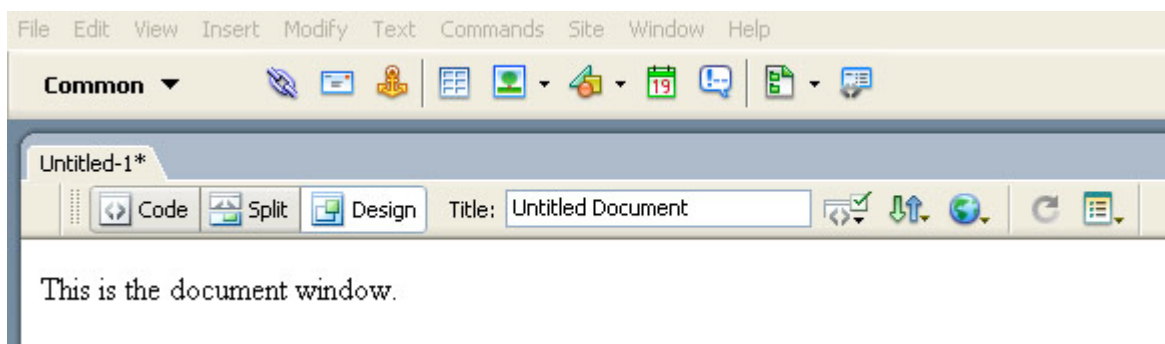 File Edit View Insert Modify Text Commands Site Window Help
Common
19
Untitled-1*
Code Split Design Title: Untitled Document
This is the document window.